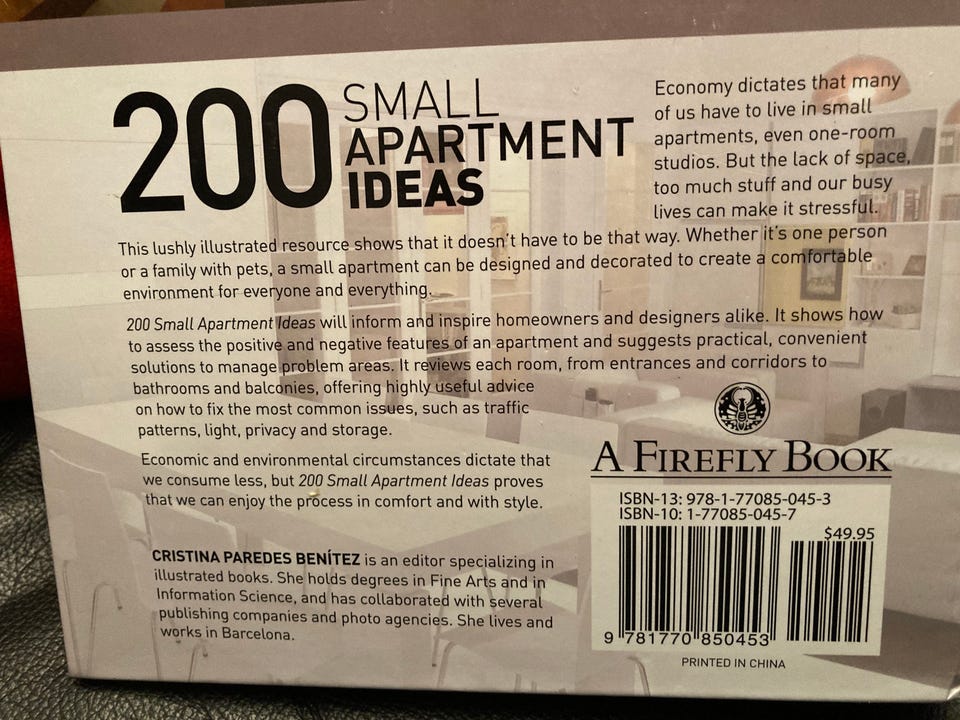 200 SMALL
APARTMENT
IDEAS
Economy dictates that many
of us have to live in small
apartments, even one-room
studios. But the lack of space,
too much stuff and our busy
lives can make it stressful.
This lushly illustrated resource shows that it doesn't have to be that way. Whether it's one person
or a family with pets, a small apartment can be designed and decorated to create a comfortable
environment for everyone and everything.
200 Small Apartment Ideas will inform and inspire homeowners and designers alike. It shows how
to assess the positive and negative features of an apartment and suggests practical, convenient
solutions to manage problem areas. It reviews each room, from entrances and corridors to
bathrooms and balconies, offering highly useful advice
on how to fix the most common issues, such as traffic
patterns, light, privacy and storage.
Economic and environmental circumstances dictate that
we consume less, but 200 Small Apartment Ideas proves
that we can enjoy the process in comfort and with style.
CRISTINA PAREDES BENÍTEZ is an editor specializing in
illustrated books. She holds degrees in Fine Arts and in
Information Science, and has collaborated with several
publishing companies and photo agencies. She lives and
works in Barcelona.
A FIREFLY BOOK
ISBN-13: 978-1-77085-045-3
ISBN-10: 1-77085-045-7
$49.95
9 781770 850453
PRINTED IN CHINA